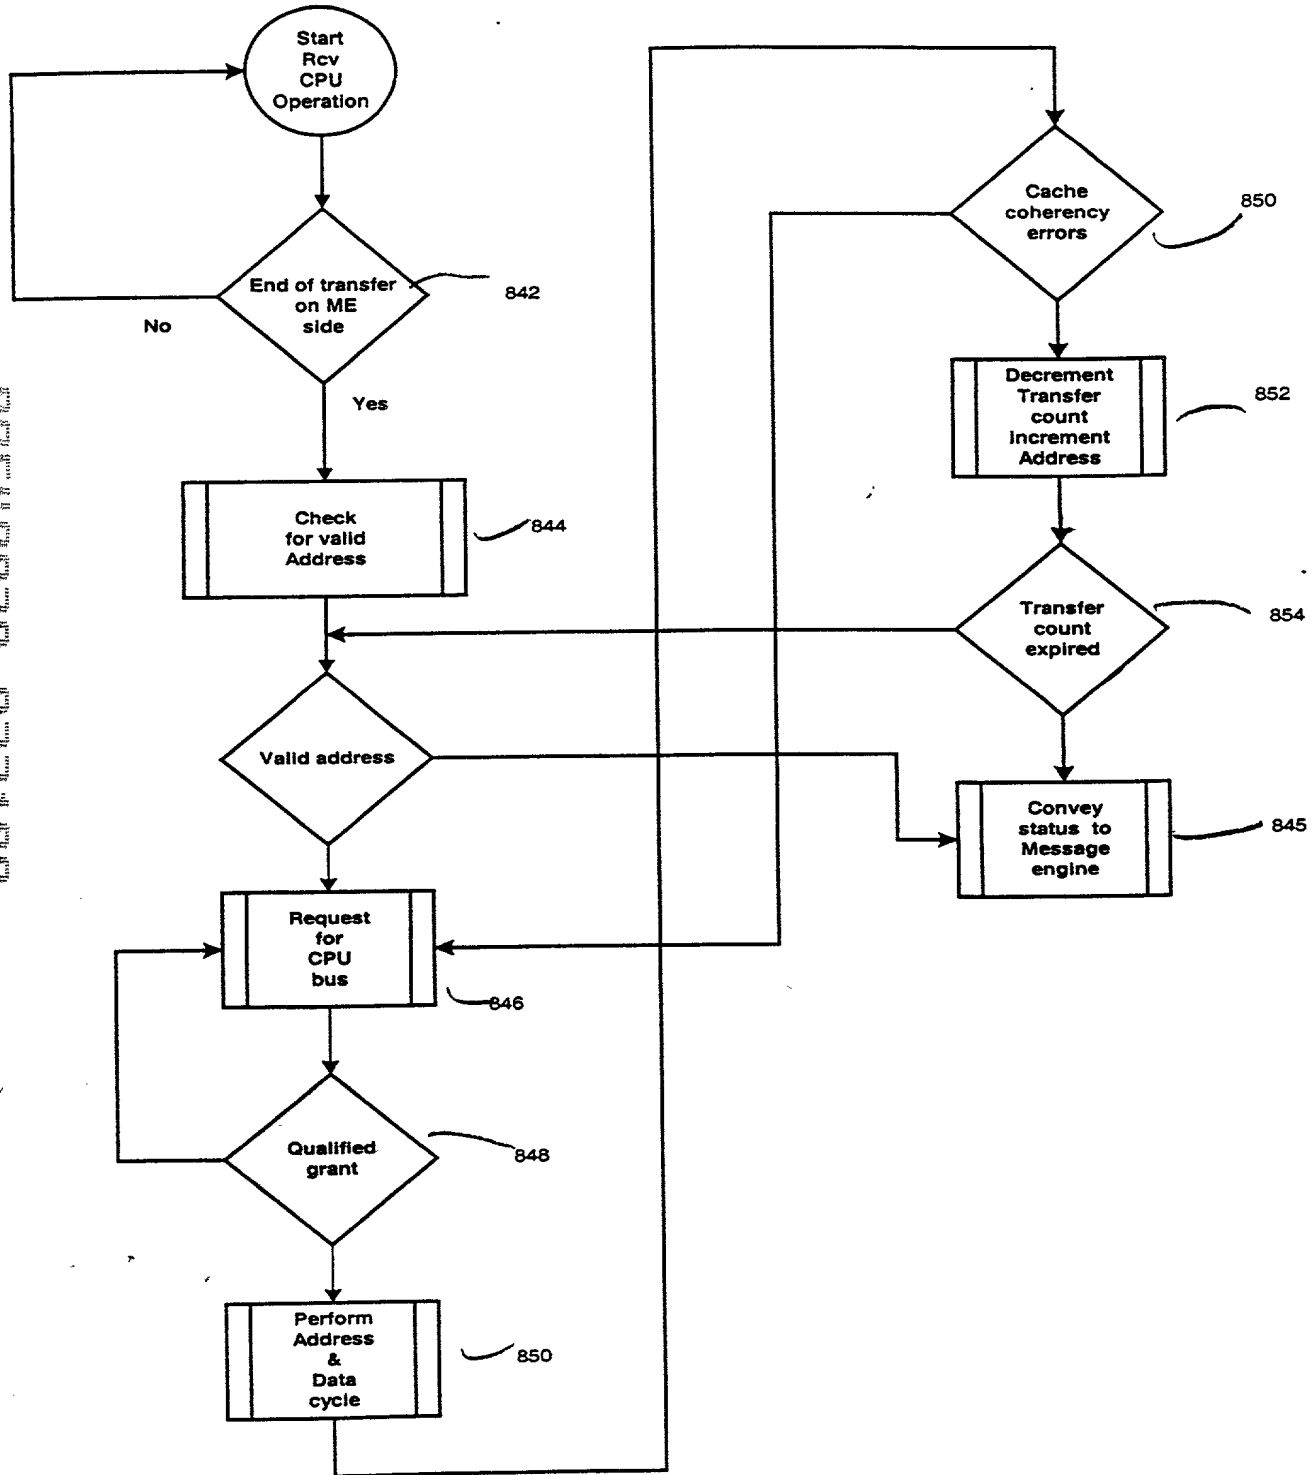 Start
Rcv
CPU
Operation
End of transfer
on ME
side
842
No
Yes
Check
for valid
Address
844
Valid address
Request
for
CPU
bus
846
Qualified
grant
848
Perform
Address
&
Data
cycle
850
Cache
coherency
errors
850
Decrement
Transfer
count
Increment
Address
852
Transfer
count
expired
854
Convey
status to
Message
engine
845